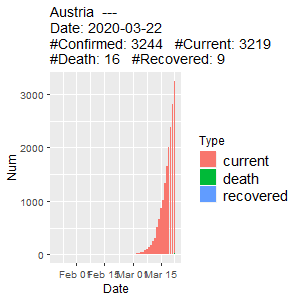 Austria  ---
Date: 2020-03-22
#Confirmed: 3244   #Current: 3219
#Death: 16   #Recovered: 9
3000
2000
1000
0
Num
Feb 01 Feb 15 Mar 01 Mar 15
Date
Type
current
death
recovered